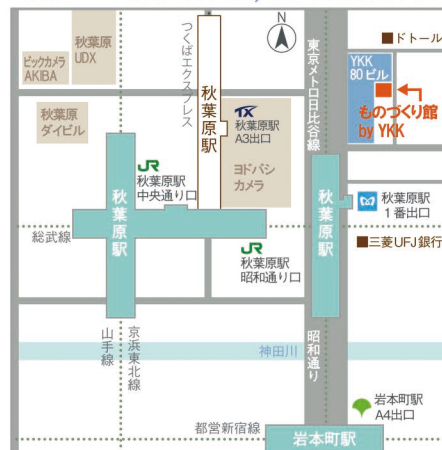 N
秋葉原
UDX
ビックカメラ
AKIBA
つくばエクスプレス
秋葉原駅
東京メトロ日比谷線
■ドトール
YKK
80ビル
ものづくり館
by YKK
秋葉原
ダイビル
TX
秋葉原駅
A3出口
ヨドバシ
カメラ
JR
秋葉原駅
中央通り口
秋葉原駅
秋葉原駅
秋葉原駅
1番出口
総武線
JR
秋葉原駅
昭和通り口
■三菱UFJ銀行
山手線
京浜東北線
神田川
昭和通り
岩本町駅
A4出口
都営新宿線
岩本町駅